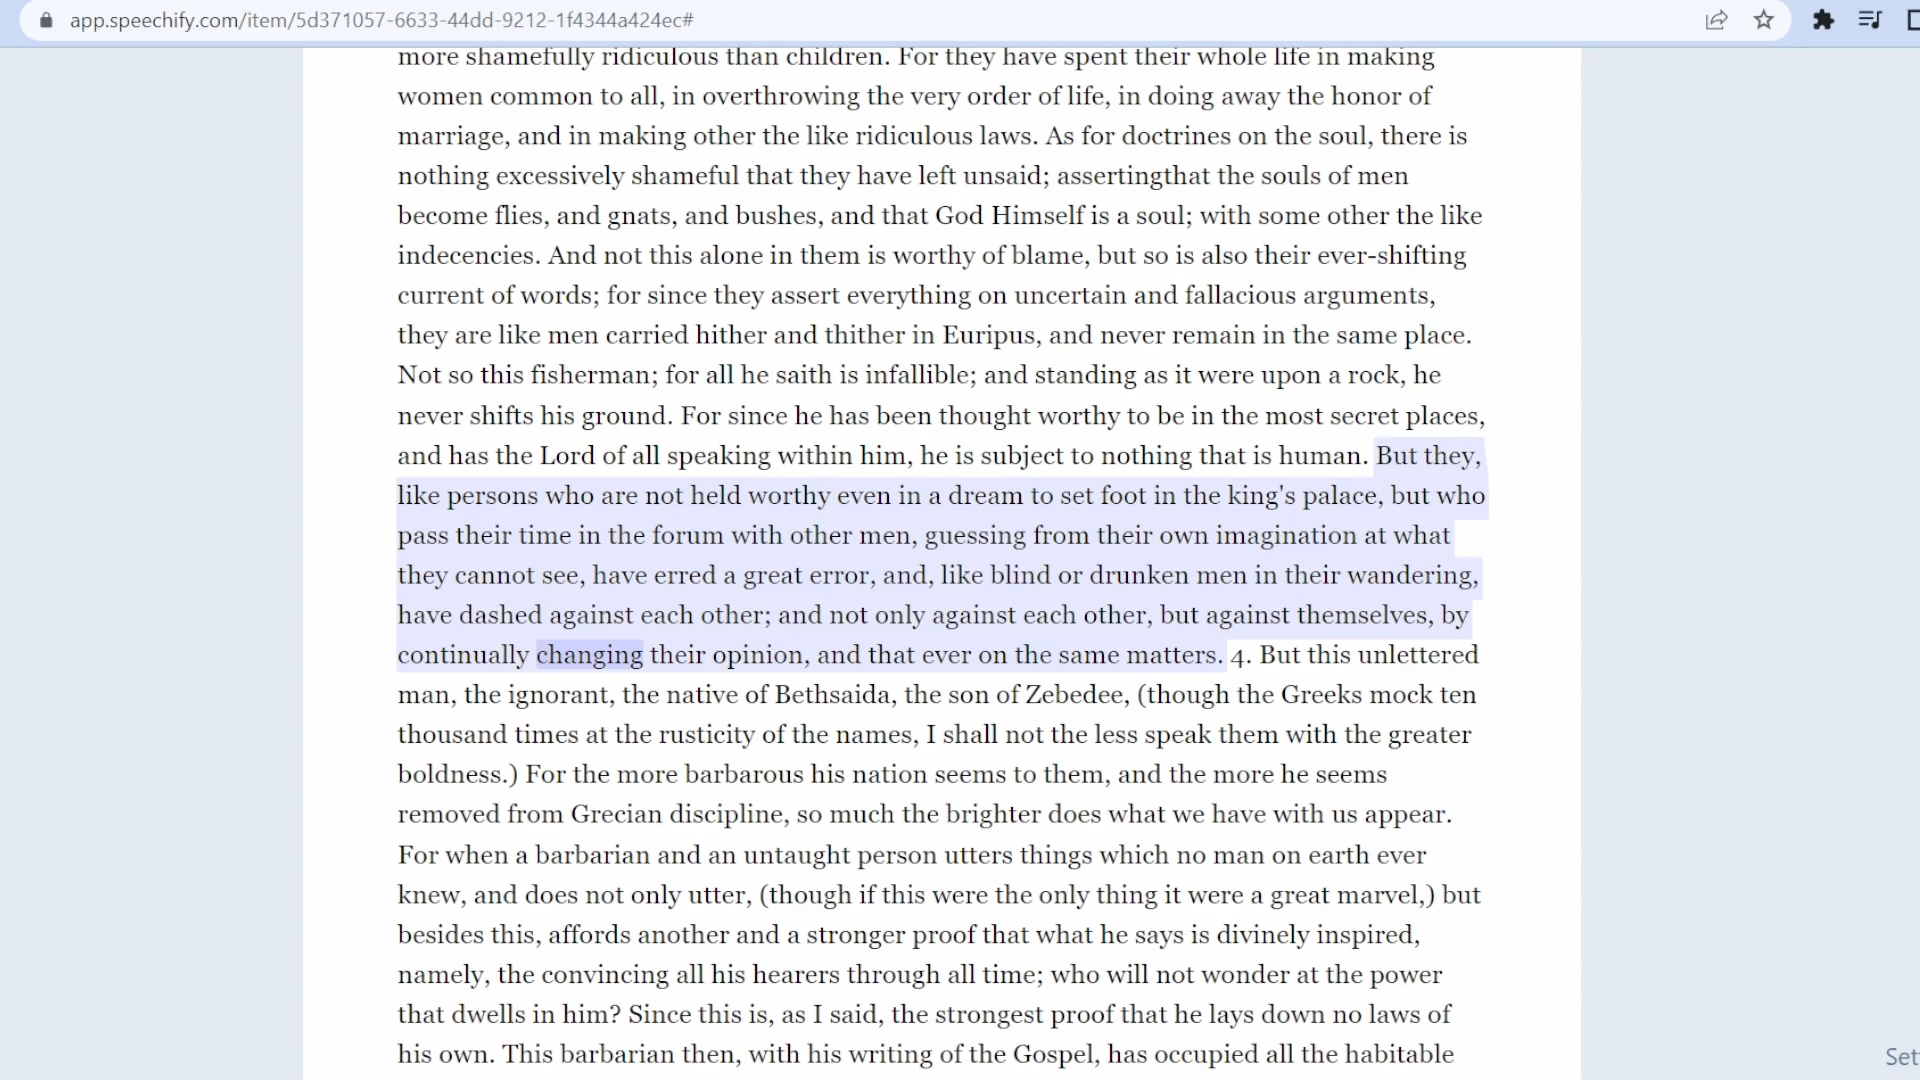 app.speechify.com/item/5d371057-6633-44dd-9212-1f4344a424ec#
more shamefully ridiculous than children. For they have spent their whole life in making
women common to all, in overthrowing the very order of life, in doing away the honor of
marriage, and in making other the like ridiculous laws. As for doctrines on the soul, there is
nothing excessively shameful that they have left unsaid; assertingthat the souls of men
become flies, and gnats, and bushes, and that God Himself is a soul; with some other the like
indecencies. And not this alone in them is worthy of blame, but so is also their ever-shifting
current of words; for since they assert everything on uncertain and fallacious arguments,
they are like men carried hither and thither in Euripus, and never remain in the same place.
Not so this fisherman; for all he saith is infallible; and standing as it were upon a rock, he
never shifts his ground. For since he has been thought worthy to be in the most secret places,
and has the Lord of all speaking within him, he is subject to nothing that is human. But they,
like persons who are not held worthy even in a dream to set foot in the king's palace, but who
pass their time in the forum with other men, guessing from their own imagination at what
they cannot see, have erred a great error, and, like blind or drunken men in their wandering,
have dashed against each other; and not only against each other, but against themselves, by
continually changing their opinion, and that ever on the same matters. 4. But this unlettered
man, the ignorant, the native of Bethsaida, the son of Zebedee, (though the Greeks mock ten
thousand times at the rusticity of the names, I shall not the less speak them with the greater
boldness.) For the more barbarous his nation seems to them, and the more he seems
removed from Grecian discipline, so much the brighter does what we have with us appear.
For when a barbarian and an untaught person utters things which no man on earth ever
knew, and does not only utter, (though if this were the only thing it were a great marvel,) but
besides this, affords another and a stronger proof that what he says is divinely inspired,
namely, the convincing all his hearers through all time; who will not wonder at the power
that dwells in him? Since this is, as I said, the strongest proof that he lays down no laws of
his own. This barbarian then, with his writing of the Gospel, has occupied all the habitable
Set